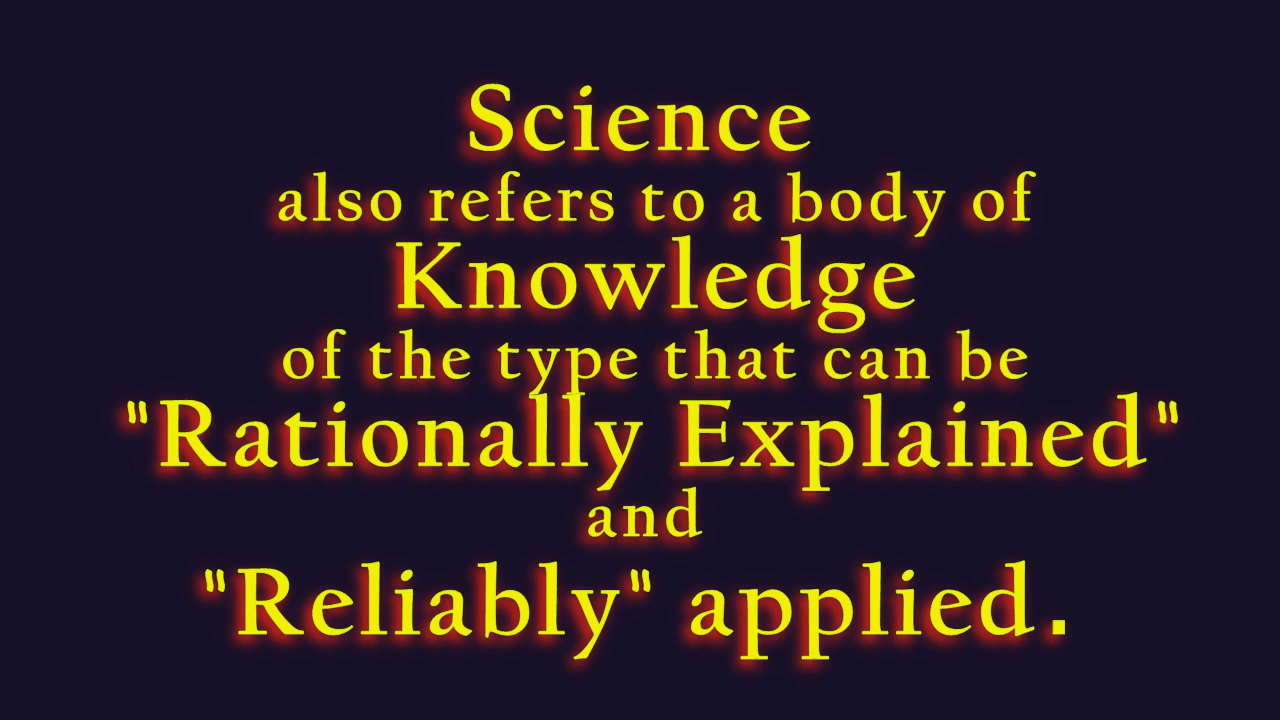 Science
also refers to a body of
Knowledge
of the type that can be
"Rationally Explained"
and
"Reliably" applied.